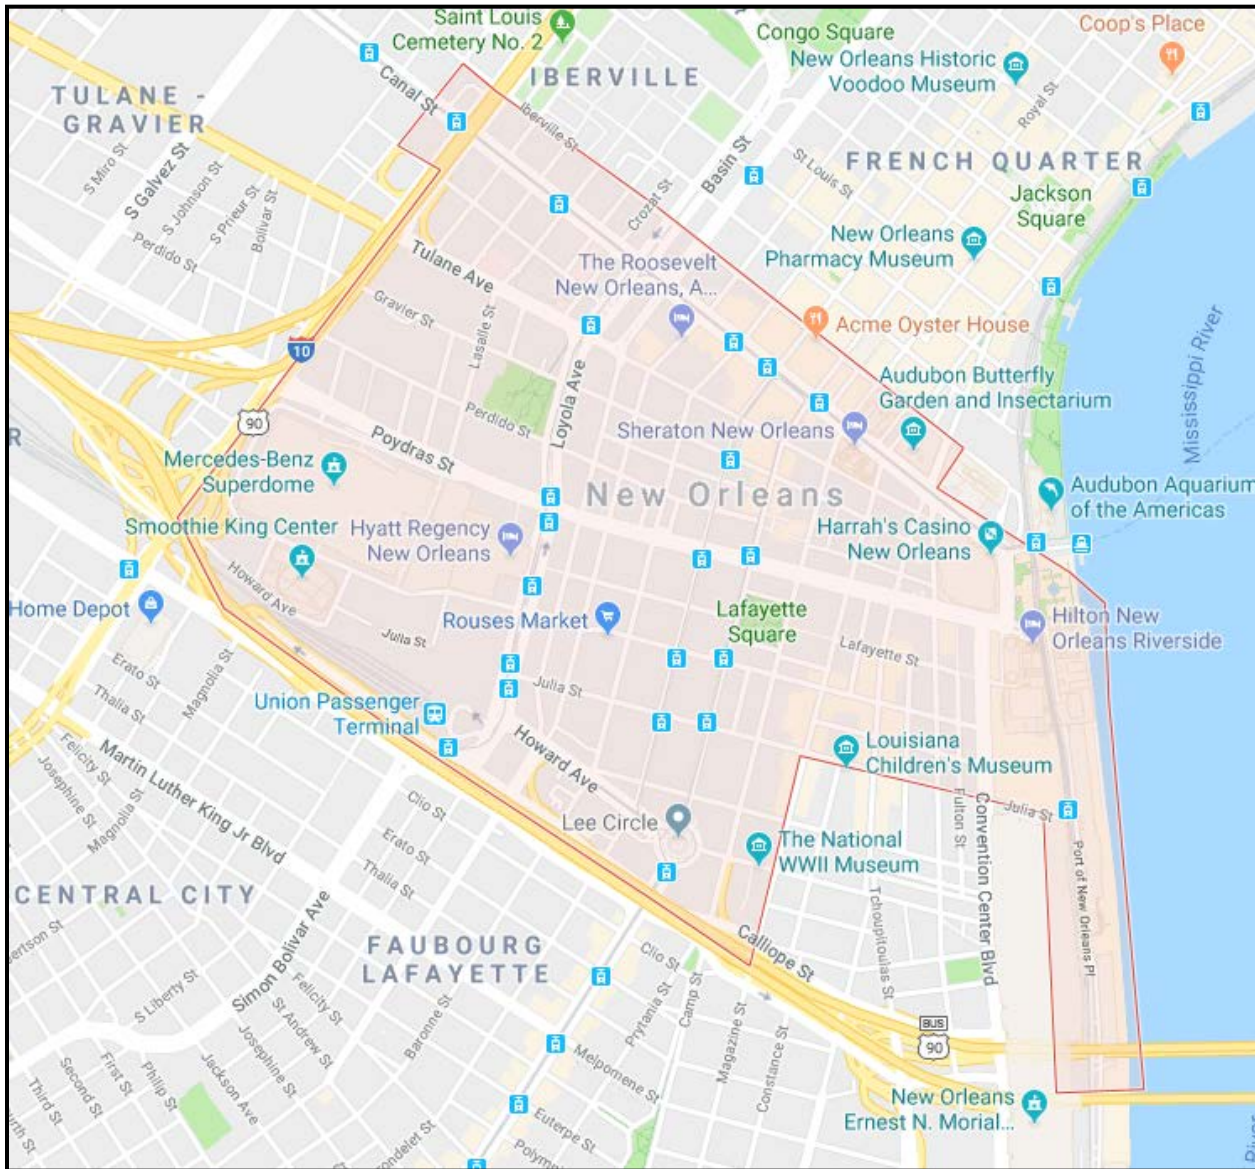 Saint Louis
Cemetery No. 2
Congo Square
Coop's Place
New Orleans Historic
Voodoo Museum
IBERVILLE
Canal St
TULANE -
GRAVIER
Iberville St
Royal St
Basin St
St Louis St
FRENCH QUARTER
S Miro St
S Galvez St
S Johnson St
S Prieur St
Bolivar St
Perdido St
Crozat St
Jackson
Square
New Orleans
Pharmacy Museum
Tulane Ave
The Roosevelt
New Orleans, A...
Gravier St
Lasalle St
Acme Oyster House
Mississippi River
10
Loyola Ave
Audubon Butterfly
Garden and Insectarium
90
Perdido St
Poydras St
Sheraton New Orleans
R
Mercedes-Benz
Superdome
New Orleans
Audubon Aquarium
of the Americas
Smoothie King Center
Hyatt Regency
New Orleans
Harrah's Casino
New Orleans
Howard Ave
Home Depot
Rouses Market
Lafayette
Square
Hilton New
Orleans Riverside
Julia St
Lafayette St
Erato St
Thalia St
Magnolia St
Julia St
Union Passenger
Terminal
Howard Ave
Louisiana
Children's Museum
Felicity St
Josephine St
Magnolia St
Martin Luther King Jr Blvd
Clio St
Lee Circle
Fulton St
Convention Center Blvd
Julia St
Erato St
Thalia St
The National
WWII Museum
Port of New Orleans Pl
CENTRAL CITY
Tchoupitoulas St
Simon Bolivar Ave
FAUBOURG
LAFAYETTE
Calliope St
Clio St
bertson St
S Liberty St
Felicity St
St Andrew St
Josephine St
Baronne St
Prytania St
Camp St
Magazine St
Constance St
BUS
90
Melpomene St
Second St
First St
Philip St
Jackson Ave
Third St
urth St
New Orleans
Ernest N. Morial...
Euterpe St
Polym
ondelet St
River